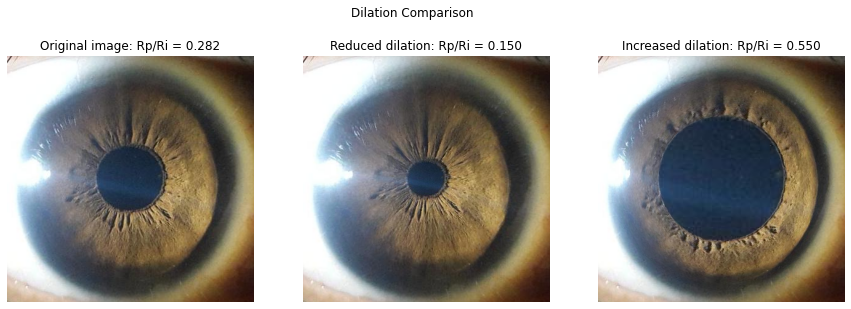 Dilation Comparison
Original image: Rp/Ri = 0.282
Reduced dilation: Rp/Ri = 0.150
Increased dilation: Rp/Ri = 0.550